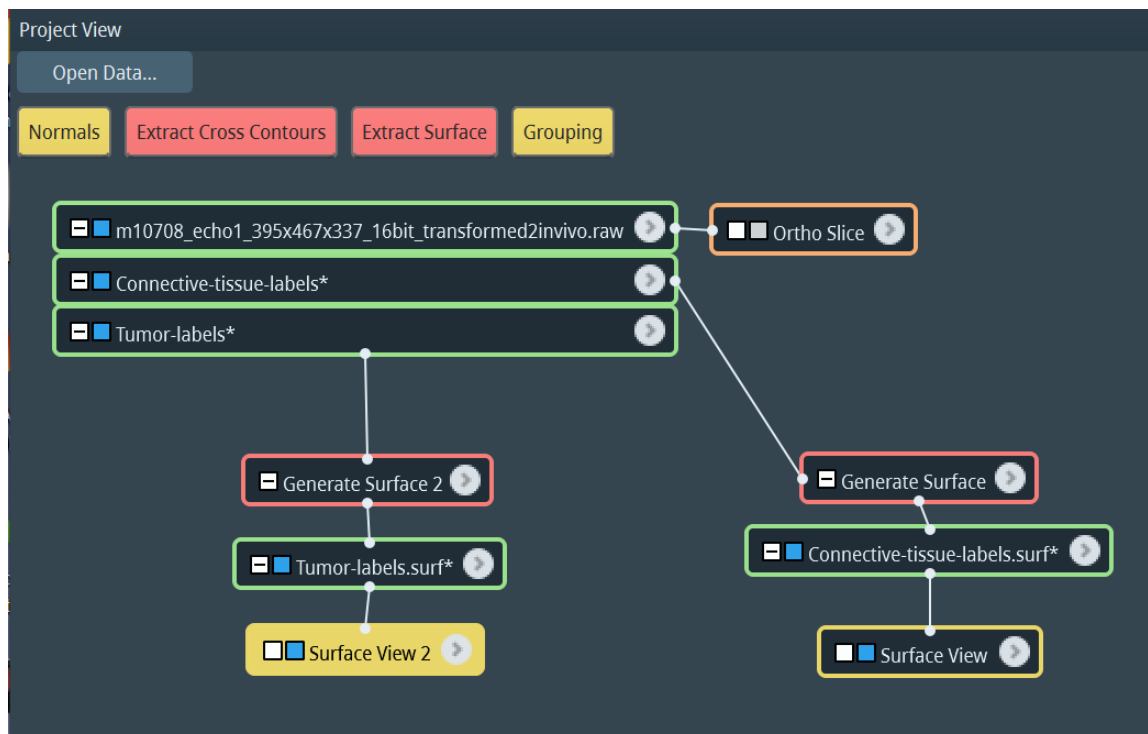 Project View
Open Data...
Normals
Extract Cross Contours
Extract Surface
Grouping
m10708_echo1_395x467x337_16bit_transformed2invivo.raw
Ortho Slice
Connective-tissue-labels*
Tumor-labels*
Generate Surface 2
Generate Surface
Tumor-labels.surf*
Connective-tissue-labels.surf*
Surface View 2
Surface View